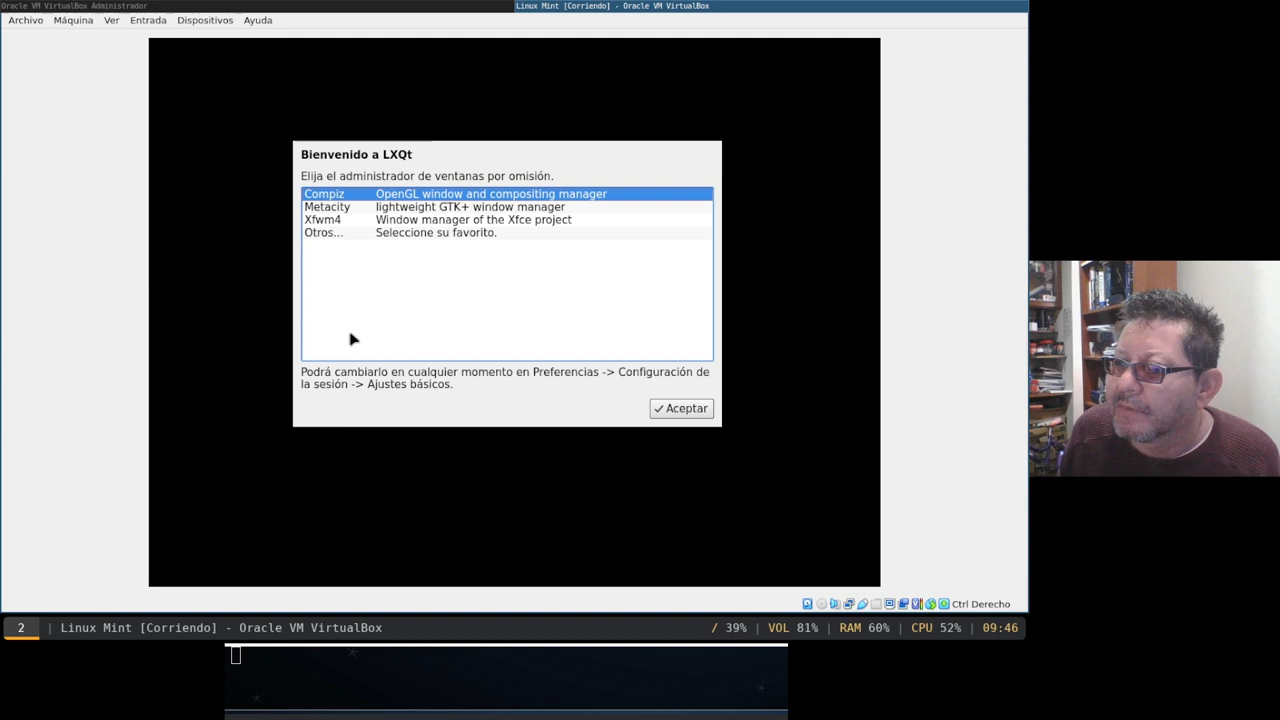 Oracle VM VirtualBox Administrador
Linux Mint [Corriendo] - Oracle VM VirtualBox
Archivo Máquina Ver Entrada Dispositivos Ayuda
Bienvenido a LXQt
Elija el administrador de ventanas por omisión.
Compiz OpenGL window and compositing manager
Metacity lightweight GTK+ window manager
Xfwm4 Window manager of the Xfce project
Otros... Seleccione su favorito.
Podrá cambiarlo en cualquier momento en Preferencias -> Configuración de
la sesión -> Ajustes básicos.
Aceptar
Ctrl Derecho
2 | Linux Mint [Corriendo] - Oracle VM VirtualBox / 39% | VOL 81% | RAM 60% | CPU 52% | 09:46